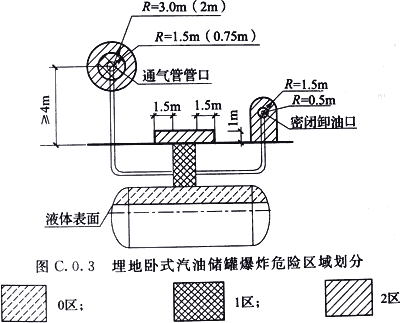 R=3.0m（2m）
R=1.5m（0.75m）
通气管管口
≥4m
1.5m
1.5m
1m
R=1.5m
R=0.5m
密闭卸油口
液体表面
图 C.0.3 埋地卧式汽油储罐爆炸危险区域划分
0区；
1区；
2区